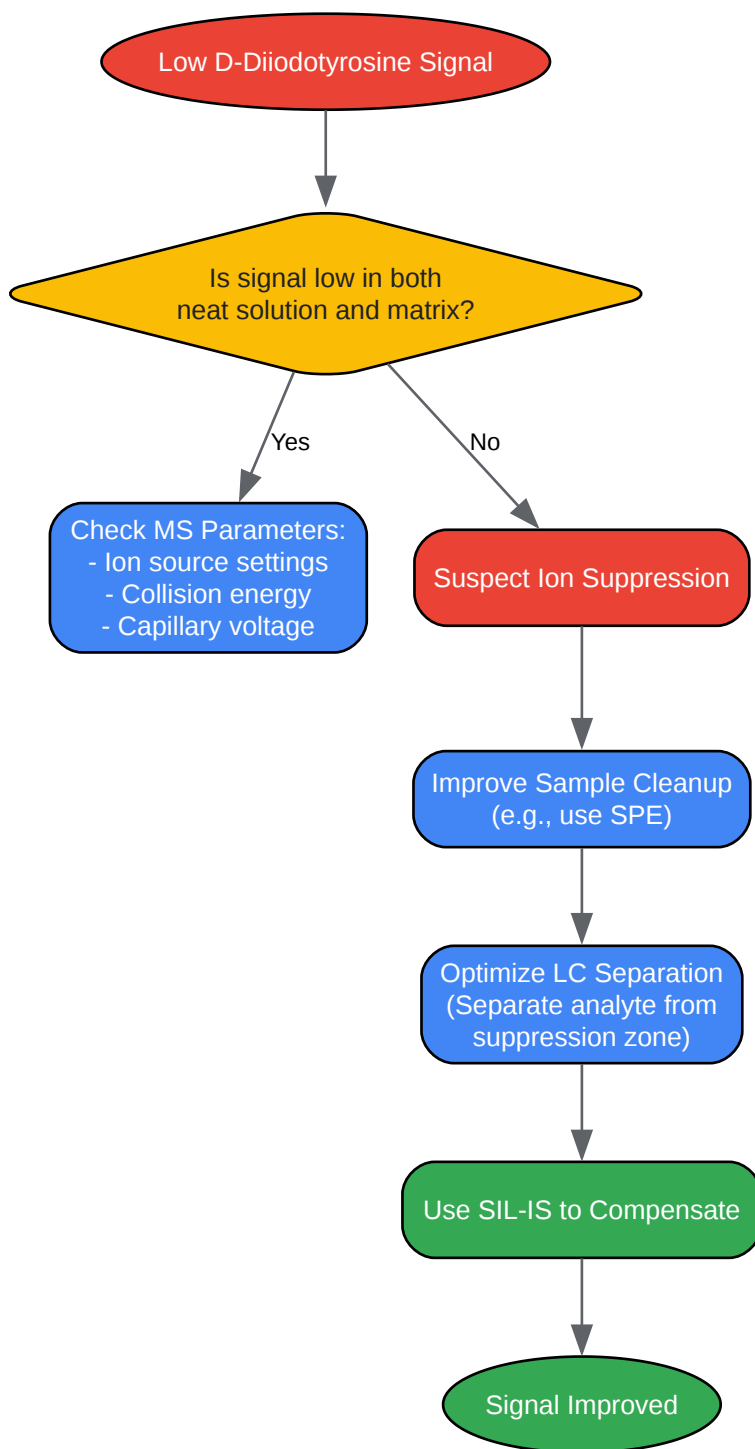 Low D-Diiodotyrosine Signal
Is signal low in both
neat solution and matrix?
Yes
No
Check MS Parameters:
- Ion source settings
- Collision energy
- Capillary voltage
Suspect Ion Suppression
Improve Sample Cleanup
(e.g., use SPE)
Optimize LC Separation
(Separate analyte from
suppression zone)
Use SIL-IS to Compensate
Signal Improved